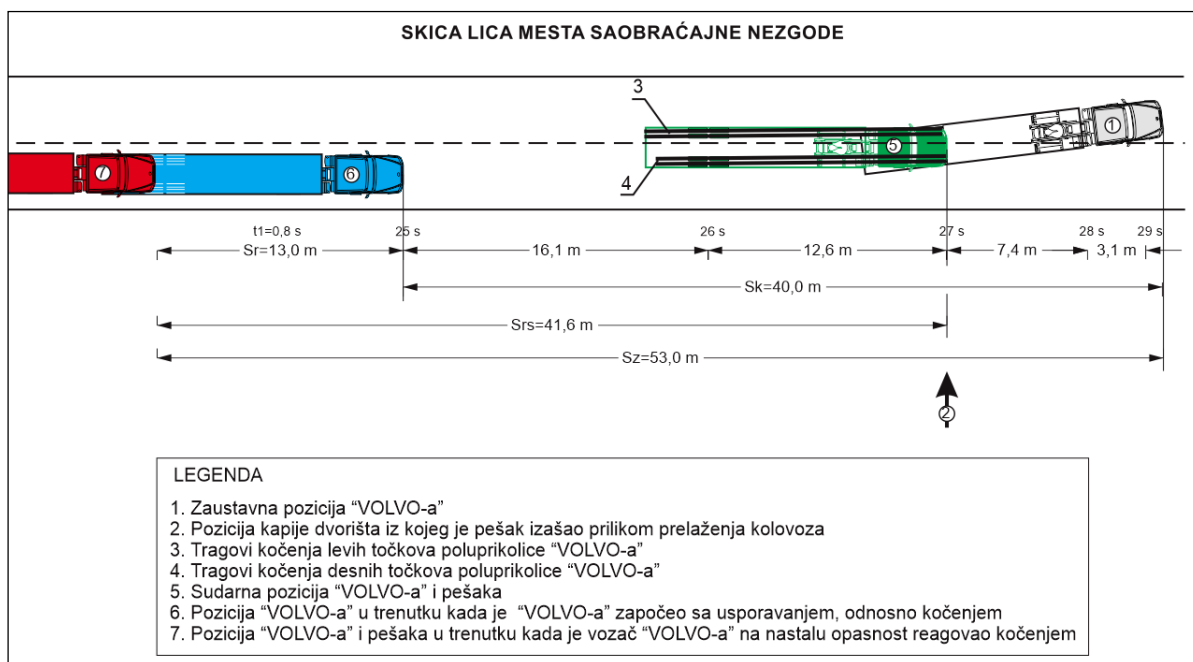 SKICA LICA MESTA SAOBRAĆAJNE NEZGODE
3
1
5
6
4
t1=0,8 s 25 s 26 s 27 s 28 s 29 s
Sr=13,0 m 16,1 m 12,6 m 7,4 m 3,1 m
Sk=40,0 m
Srs=41,6 m
Sz=53,0 m
2
LEGENDA
1. Zaustavna pozicija “VOLVO-a”
2. Pozicija kapije dvorišta iz kojeg je pešak izašao prilikom prelaženja kolovoza
3. Tragovi kočenja levih točkova poluprikolice “VOLVO-a”
4. Tragovi kočenja desnih točkova poluprikolice “VOLVO-a”
5. Sudarna pozicija “VOLVO-a” i pešaka
6. Pozicija “VOLVO-a” u trenutku kada je “VOLVO-a” započeo sa usporavanjem, odnosno kočenjem
7. Pozicija “VOLVO-a” i pešaka u trenutku kada je vozač “VOLVO-a” na nastalu opasnost reagovao kočenjem